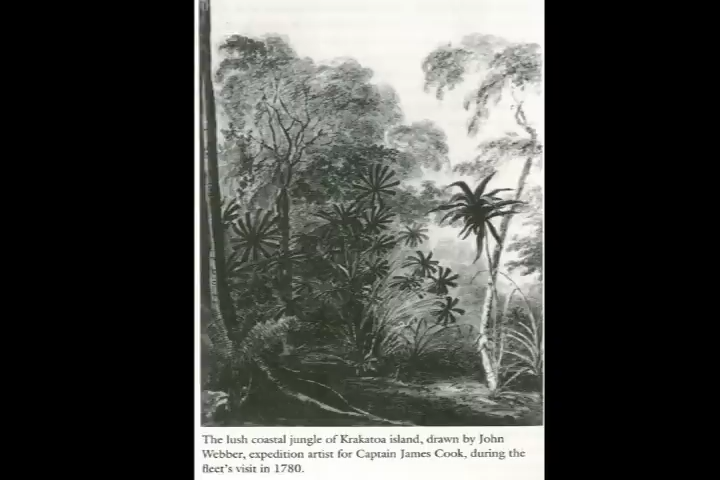 The lush coastal jungle of Krakatoa island, drawn by John
Webber, expedition artist for Captain James Cook, during the
fleet's visit in 1780.